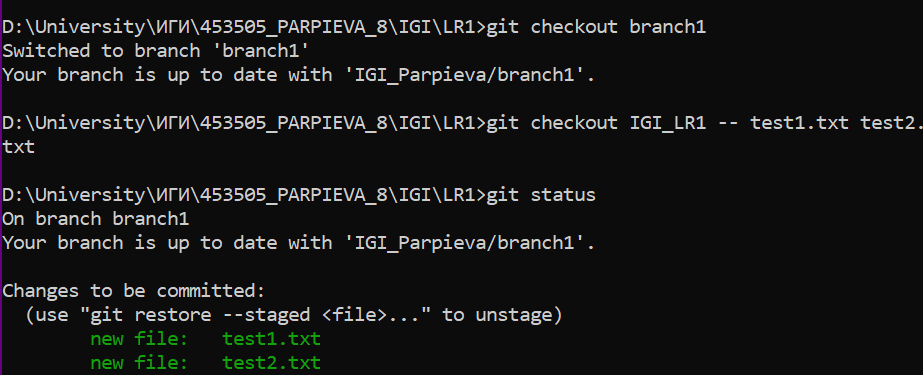 D:\University\ИГИ\453505_PARPIEVA_8\IGI\LR1>git checkout branch1
Switched to branch 'branch1'
Your branch is up to date with 'IGI_Parpieva/branch1'.
D:\University\ИГИ\453505_PARPIEVA_8\IGI\LR1>git checkout IGI_LR1 -- test1.txt test2.
txt
D:\University\ИГИ\453505_PARPIEVA_8\IGI\LR1>git status
On branch branch1
Your branch is up to date with 'IGI_Parpieva/branch1'.
Changes to be committed:
  (use "git restore --staged <file>..." to unstage)
        new file:   test1.txt
        new file:   test2.txt